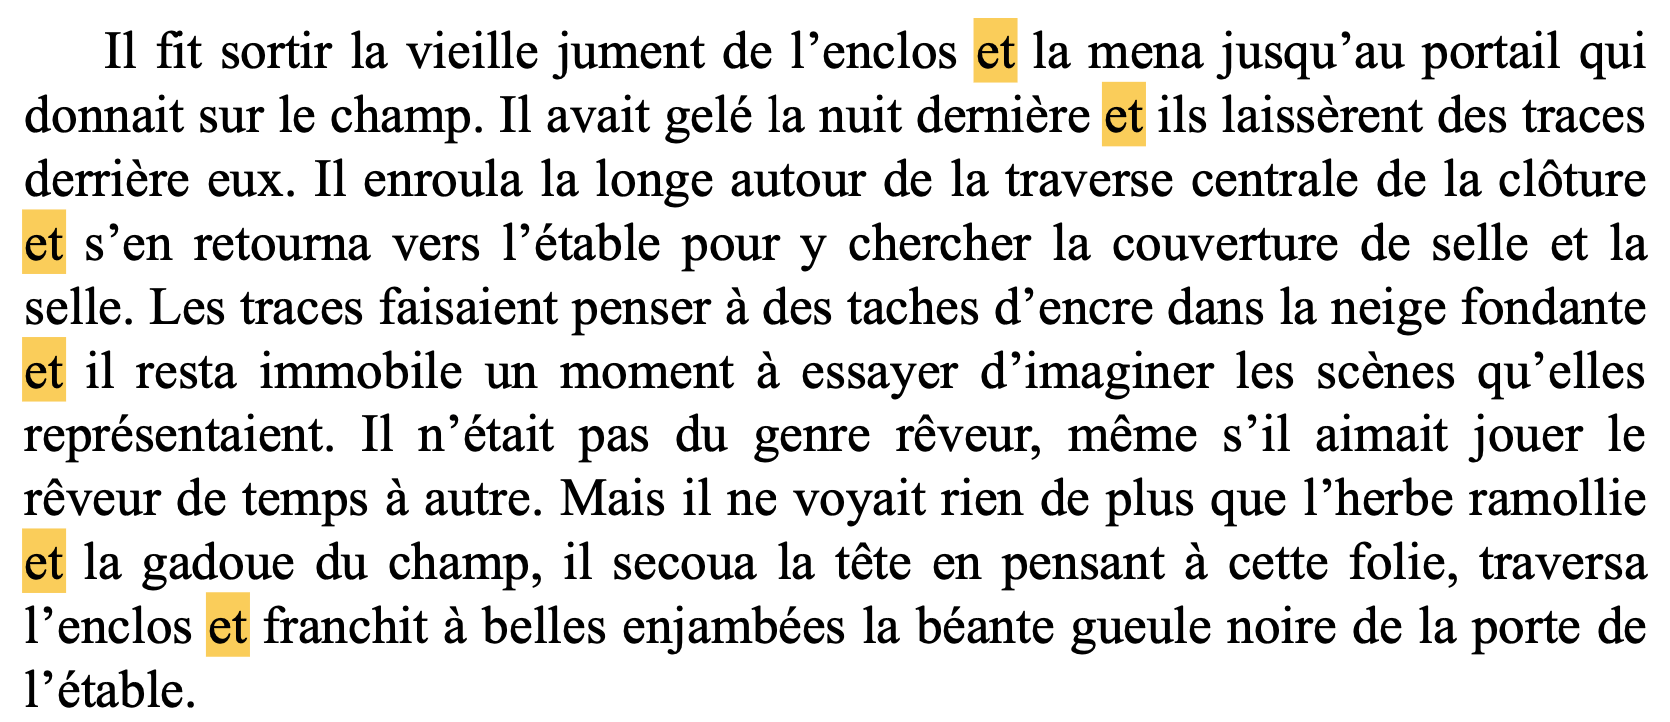 Il fit sortir la vieille jument de l’enclos et la mena jusqu’au portail qui
donnait sur le champ. Il avait gelé la nuit dernière et ils laissèrent des traces
derrière eux. Il enroula la longe autour de la traverse centrale de la clôture
et s’en retourna vers l’étable pour y chercher la couverture de selle et la
selle. Les traces faisaient penser à des taches d’encre dans la neige fondante
et il resta immobile un moment à essayer d’imaginer les scènes qu’elles
représentaient. Il n’était pas du genre rêveur, même s’il aimait jouer le
rêveur de temps à autre. Mais il ne voyait rien de plus que l’herbe ramollie
et la gadoue du champ, il secoua la tête en pensant à cette folie, traversa
l’enclos et franchit à belles enjambées la béante gueule noire de la porte de
l’étable.